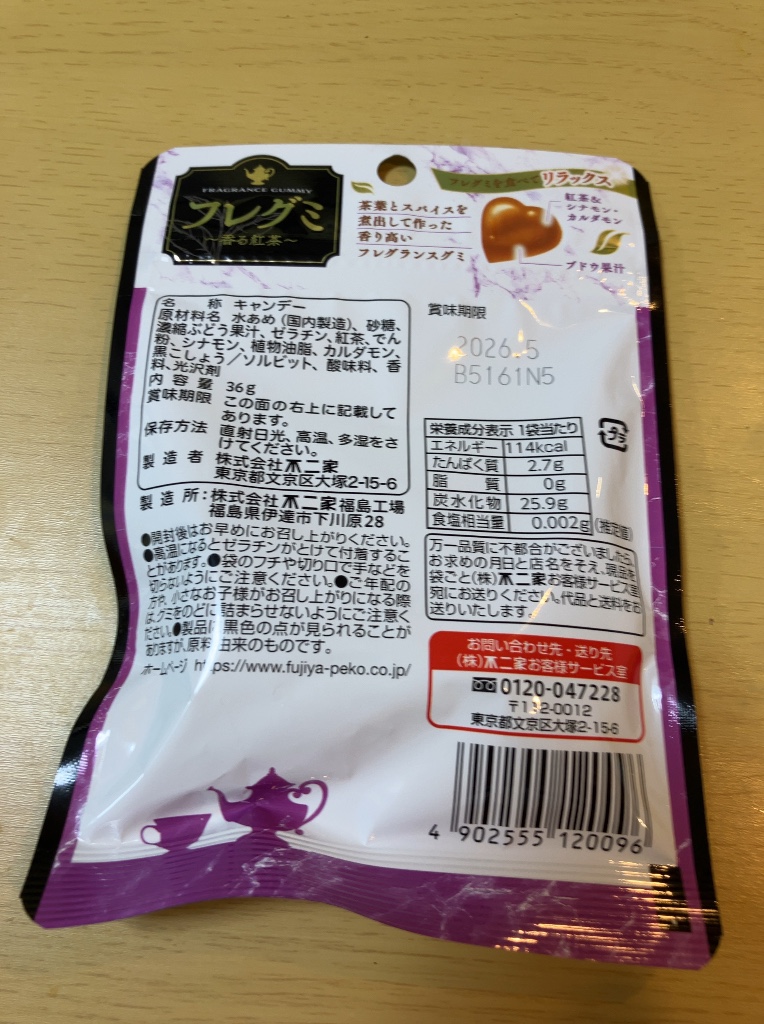 FRAGRANCE GUMMY
フレグミ
~香る紅茶~
フレグミを食べてリラックス
茶葉とスパイスを
煮出して作った
香り高い
フレグランスグミ
紅茶&
シナモン・
カルダモン
ブドウ果汁
名称 キャンデー
原材料名 水あめ(国内製造)、砂糖、
濃縮ぶどう果汁、ゼラチン、紅茶、でん
粉、シナモン、植物油脂、カルダモン、
黒こしょう/ソルビット、酸味料、香
料、光沢剤
内容量 36g
賞味期限 この面の右上に記載して
あります。
保存方法 直射日光、高温、多湿をさ
けてください。
製造者 株式会社不二家
東京都文京区大塚2-15-6
製造所:株式会社不二家福島工場
福島県伊達市下川原28
●開封後はお早めにお召し上がりください。
●高温になるとゼラチンがとけて付着するこ
とがあります。●袋のフチや切り口で手などを
切らないようにご注意ください。●ご年配の
方や、小さなお子様がお召し上がりになる際
は、グミをのどに詰まらせないようにご注意く
ださい。●製品に黒色の点が見られることが
ありますが、原料由来のものです。
ホームページ https://www.fujiya-peko.co.jp/
賞味期限
2026.5
B5161N5
栄養成分表示 1袋当たり
エネルギー 114kcal
たんぱく質 2.7g
脂質 0g
炭水化物 25.9g
食塩相当量 0.002g (推定値)
プラ
万一品質に不都合がございましたら、
お求めの月日と店名をそえ、現品を
袋ごと(株)不二家お客様サービス室
宛にお送りください。代品と送料をお
送りいたします。
お問い合わせ先・送り先
(株)不二家お客様サービス室
0120-047228
〒112-0012
東京都文京区大塚2-15-6
4 902555 120096